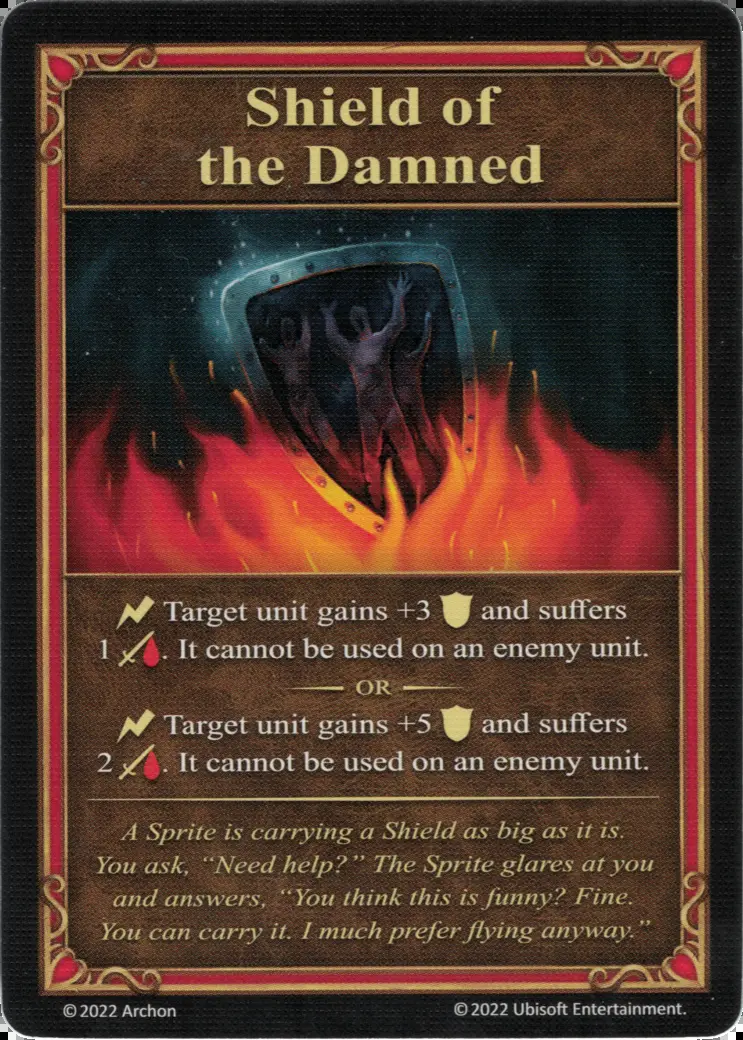 Shield of
the Damned
Target unit gains +3 and suffers
1 . It cannot be used on an enemy unit.
OR
Target unit gains +5 and suffers
2 . It cannot be used on an enemy unit.
A Sprite is carrying a Shield as big as it is.
You ask, “Need help?” The Sprite glares at you
and answers, “You think this is funny? Fine.
You can carry it. I much prefer flying anyway.”
© 2022 Archon
© 2022 Ubisoft Entertainment.